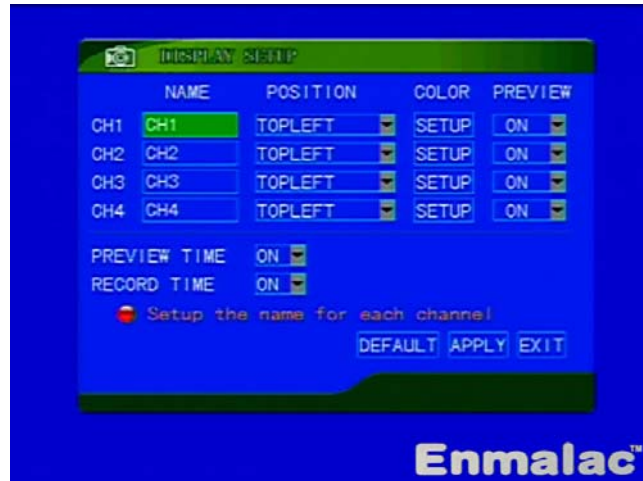 DISPLAY SETUP
NAME POSITION COLOR PREVIEW
CH1 CH1 TOPLEFT SETUP ON
CH2 CH2 TOPLEFT SETUP ON
CH3 CH3 TOPLEFT SETUP ON
CH4 CH4 TOPLEFT SETUP ON
PREVIEW TIME ON
RECORD TIME ON
Setup the name for each channel
DEFAULT APPLY EXIT
Enmalac™